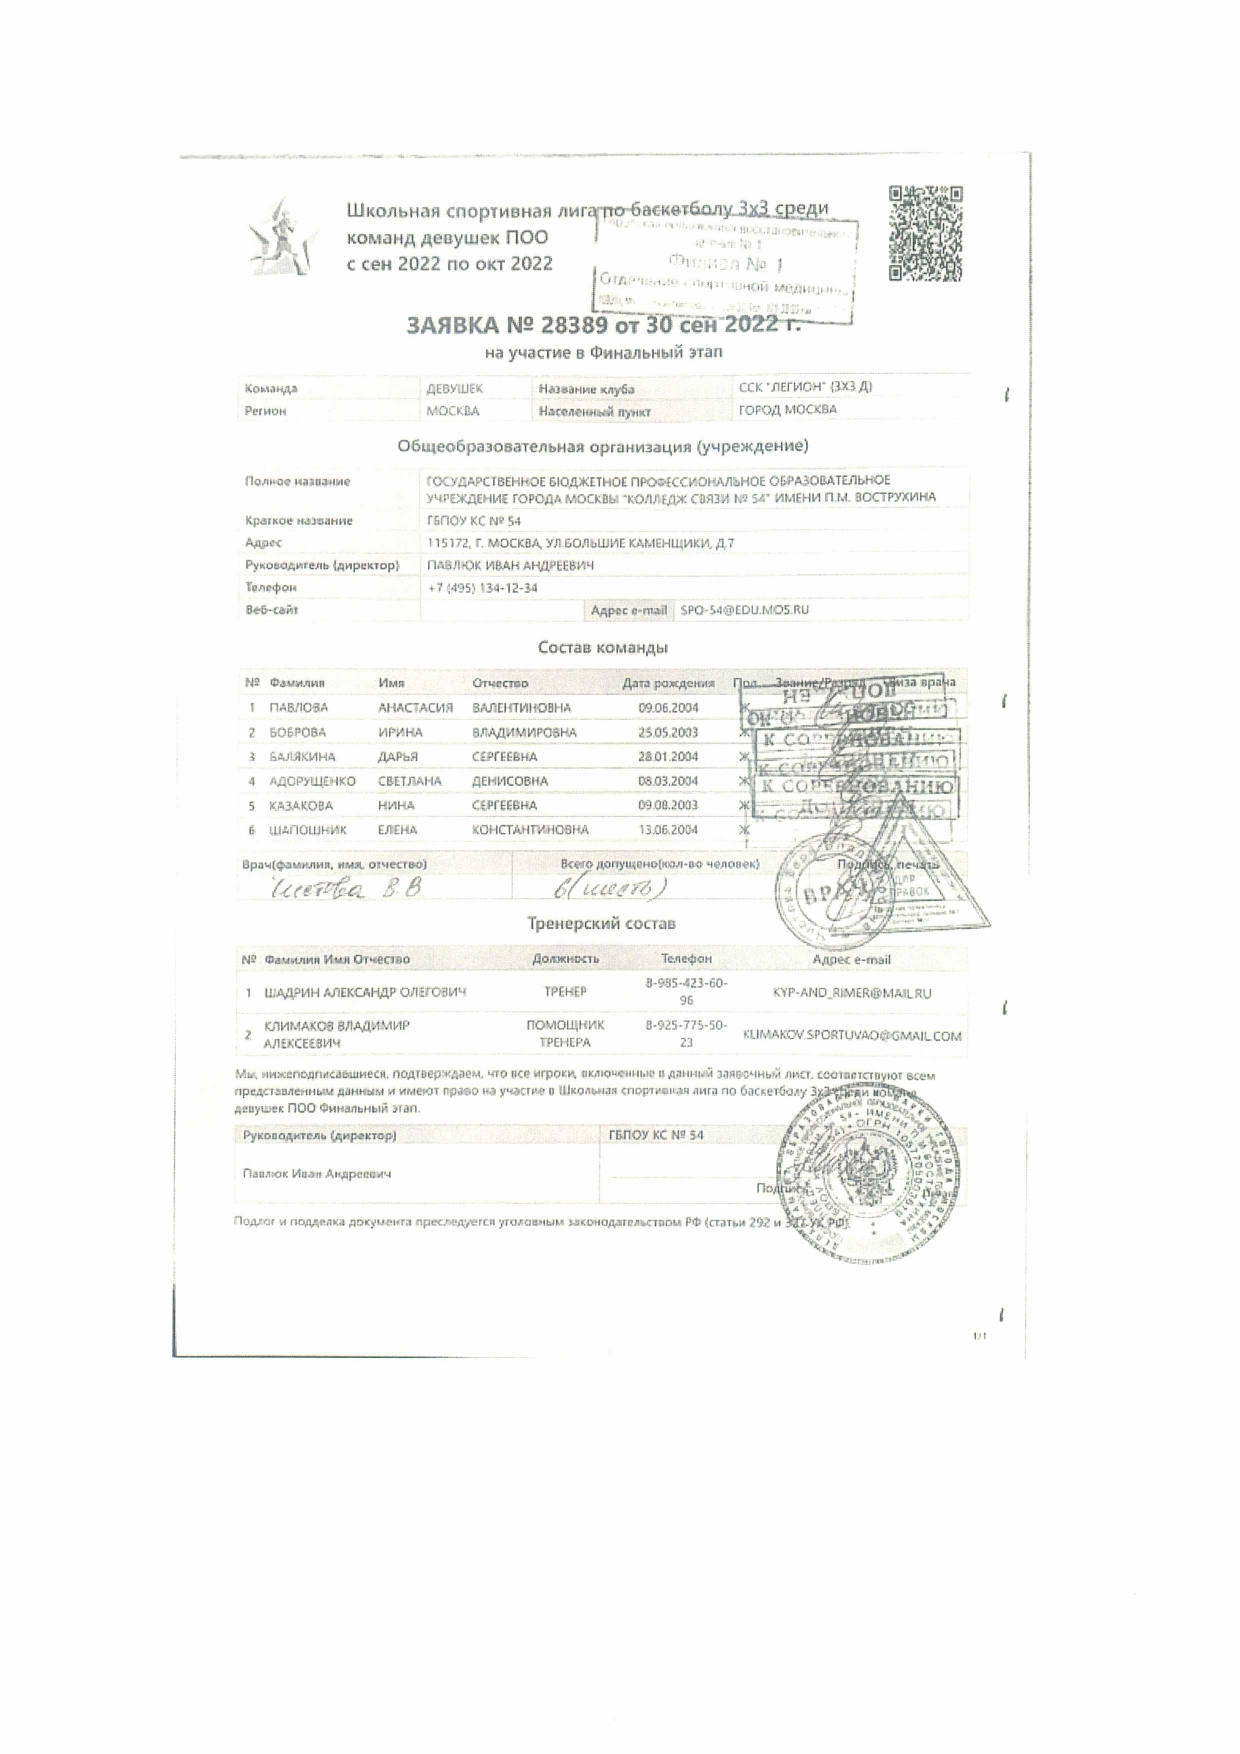 Школьная спортивная лига по баскетболу 3х3 среди
команд девушек ПОО
с сен 2022 по окт 2022
Филиал № 1
Отделение спортивной медицины
ЗАЯВКА № 28389 от 30 сен 2022 г.
на участие в Финальный этап
Команда ДЕВУШЕК Название клуба ССК "ЛЕГИОН" (3Х3 Д)
Регион МОСКВА Населенный пункт ГОРОД МОСКВА
Общеобразовательная организация (учреждение)
Полное название ГОСУДАРСТВЕННОЕ БЮДЖЕТНОЕ ПРОФЕССИОНАЛЬНОЕ ОБРАЗОВАТЕЛЬНОЕ
УЧРЕЖДЕНИЕ ГОРОДА МОСКВЫ "КОЛЛЕДЖ СВЯЗИ № 54" ИМЕНИ П.М. ВОСТРУХИНА
Краткое название ГБПОУ КС № 54
Адрес 115172, Г. МОСКВА, УЛ.БОЛЬШИЕ КАМЕНЩИКИ, Д.7
Руководитель (директор) ПАВЛЮК ИВАН АНДРЕЕВИЧ
Телефон +7 (495) 134-12-34
Веб-сайт Адрес e-mail SPO-54@EDU.MOS.RU
Состав команды
№ Фамилия Имя Отчество Дата рождения Пол Звание/Разряд Виза врача
1 ПАВЛОВА АНАСТАСИЯ ВАЛЕНТИНОВНА 09.06.2004 Ж
2 БОБРОВА ИРИНА ВЛАДИМИРОВНА 25.05.2003 Ж
К СОРЕВНОВАНИЮ
3 БАЛЯКИНА ДАРЬЯ СЕРГЕЕВНА 28.01.2004 Ж
К СОРЕВНОВАНИЮ
4 АДОРУЩЕНКО СВЕТЛАНА ДЕНИСОВНА 08.03.2004 Ж
К СОРЕВНОВАНИЮ
5 КАЗАКОВА НИНА СЕРГЕЕВНА 09.08.2003 Ж
К СОРЕВНОВАНИЮ
6 ШАПОШНИК ЕЛЕНА КОНСТАНТИНОВНА 13.06.2004 Ж
Врач(фамилия, имя, отчество) Всего допущено(кол-во человек) Подпись, печать
В.В 6 (шесть)
ВРАЧ
Тренерский состав
№ Фамилия Имя Отчество Должность Телефон Адрес e-mail
1 ШАДРИН АЛЕКСАНДР ОЛЕГОВИЧ ТРЕНЕР 8-985-423-60-
96 KYP-AND_RIMER@MAIL.RU
2 КЛИМАКОВ ВЛАДИМИР
АЛЕКСЕЕВИЧ ПОМОЩНИК
ТРЕНЕРА 8-925-775-50-
23 KLIMAKOV.SPORTUVAO@GMAIL.COM
Мы, нижеподписавшиеся, подтверждаем, что все игроки, включенные в данный заявочный лист, соответствуют всем
представленным данным и имеют право на участие в Школьная спортивная лига по баскетболу 3х3 среди команд
девушек ПОО Финальный этап.
Руководитель (директор) ГБПОУ КС № 54
Павлюк Иван Андреевич
Подпись Печать
Подлог и подделка документа преследуется уголовным законодательством РФ (статьи 292 и 327 УК РФ).
1/1